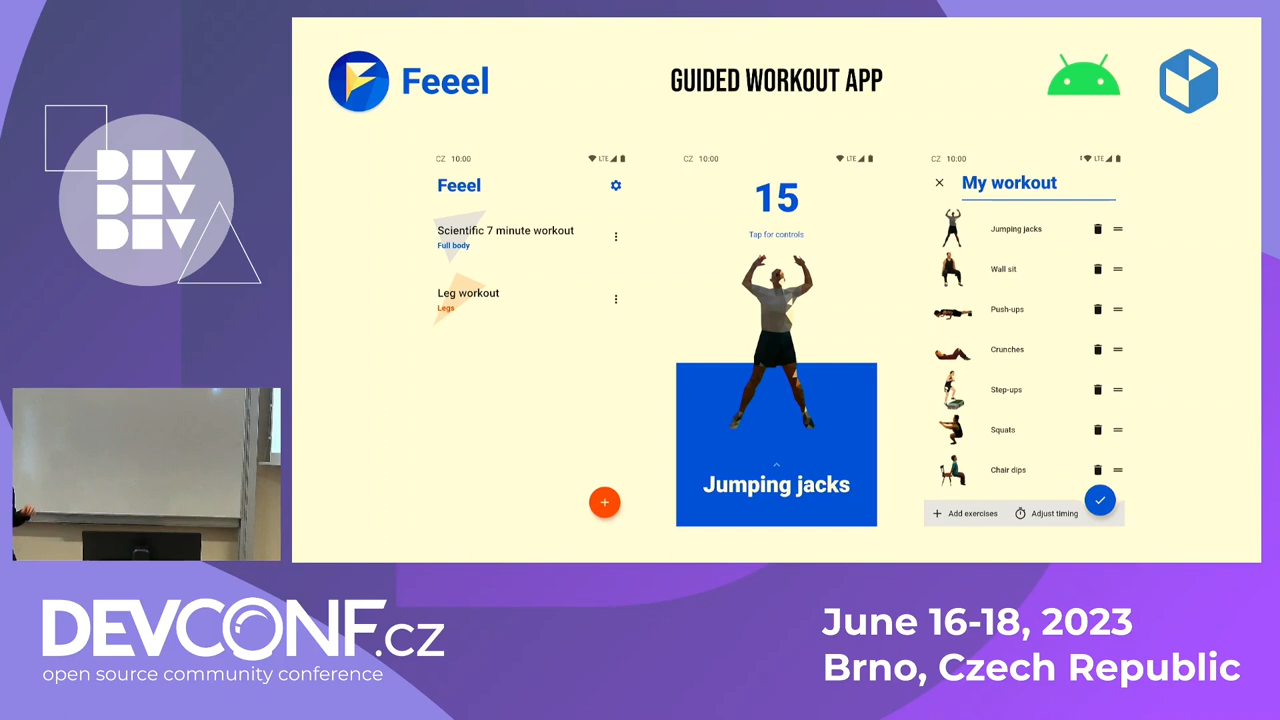 Feeel
GUIDED WORKOUT APP
DEV
DEV
DEV
CZ 10:00
LTE
Feeel
Scientific 7 minute workout
Full body
Leg workout
Legs
+
CZ 10:00
LTE
15
Tap for controls
Jumping jacks
CZ 10:00
LTE
My workout
Jumping jacks
Wall sit
Push-ups
Crunches
Step-ups
Squats
Chair dips
+ Add exercises
Adjust timing
DEVCONF.cz
open source community conference
June 16-18, 2023
Brno, Czech Republic